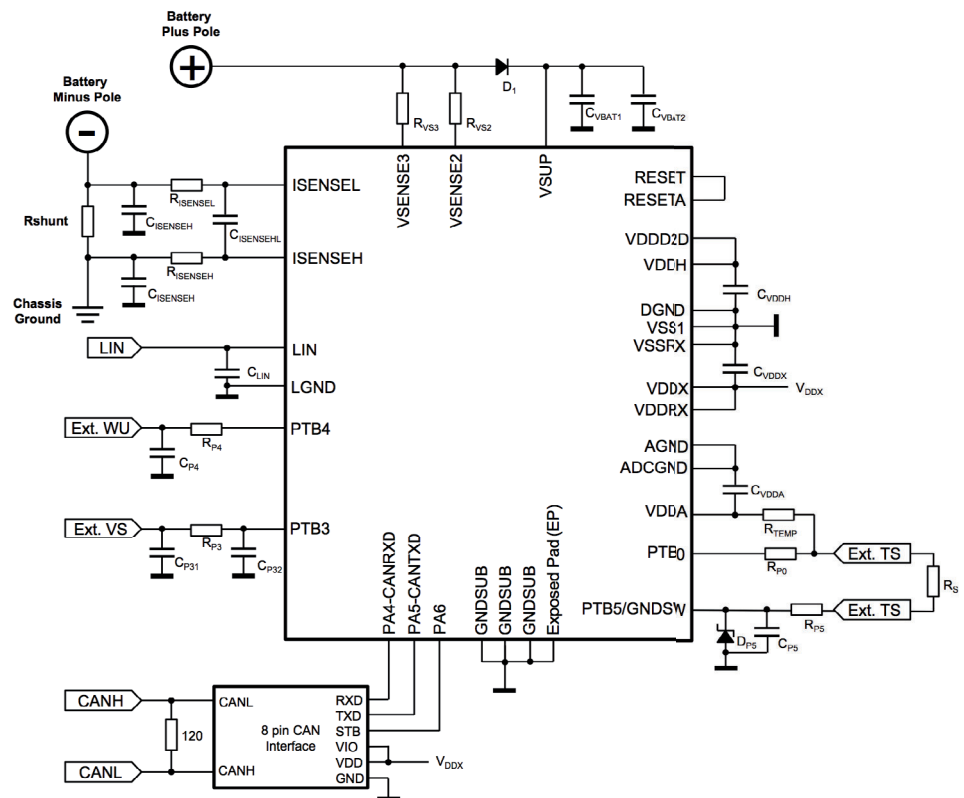 Battery
Plus Pole
+
Battery
Minus Pole
-
D1
CVBAT1
CVBAT2
RVS3
RVS2
VSENSE3
VSENSE2
VSUP
ISENSEL
RISENSEL
Rshunt
CISENSEH
CISENSEHL
ISENSEH
RISENSEH
CISENSEH
Chassis
Ground
LIN
LIN
CLIN
LGND
Ext. WU
PTB4
RP4
CP4
Ext. VS
PTB3
RP3
CP31
CP32
RESET
RESETA
VDDD2D
VDDH
CVDDH
DGND
VSS1
VSSRX
CVDDX
VDDX
VDDX
VDDRX
AGND
ADCGND
CVDDA
VDDA
RTEMP
PTB0
RP0
Ext. TS
RS
PTB5/GNDSW
RP5
Ext. TS
DP5
CP5
PA4-CANRXD
PA5-CANTXD
PA6
GNDSUB
GNDSUB
GNDSUB
Exposed Pad (EP)
CANH
CANL
RXD
TXD
120
8 pin CAN
Interface
STB
VIO
VDD
VDDX
CANL
CANH
GND